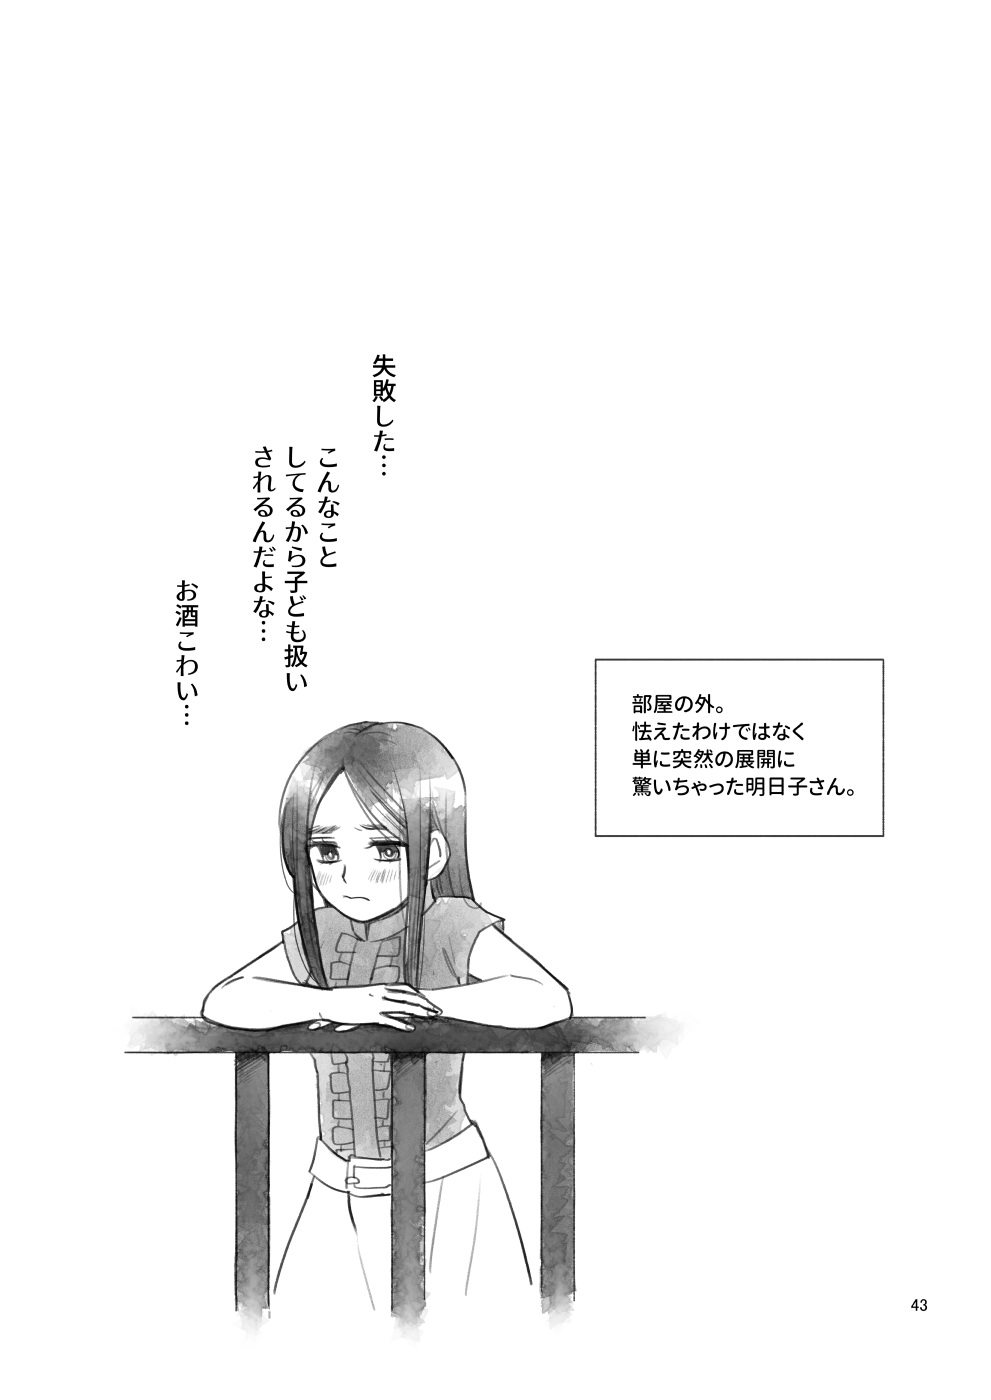 失敗した…
こんなこと
してるから子ども扱い
されるんだよな…
お酒こわい…
部屋の外。
怯えたわけではなく
単に突然の展開に
驚いちゃった明日子さん。
43